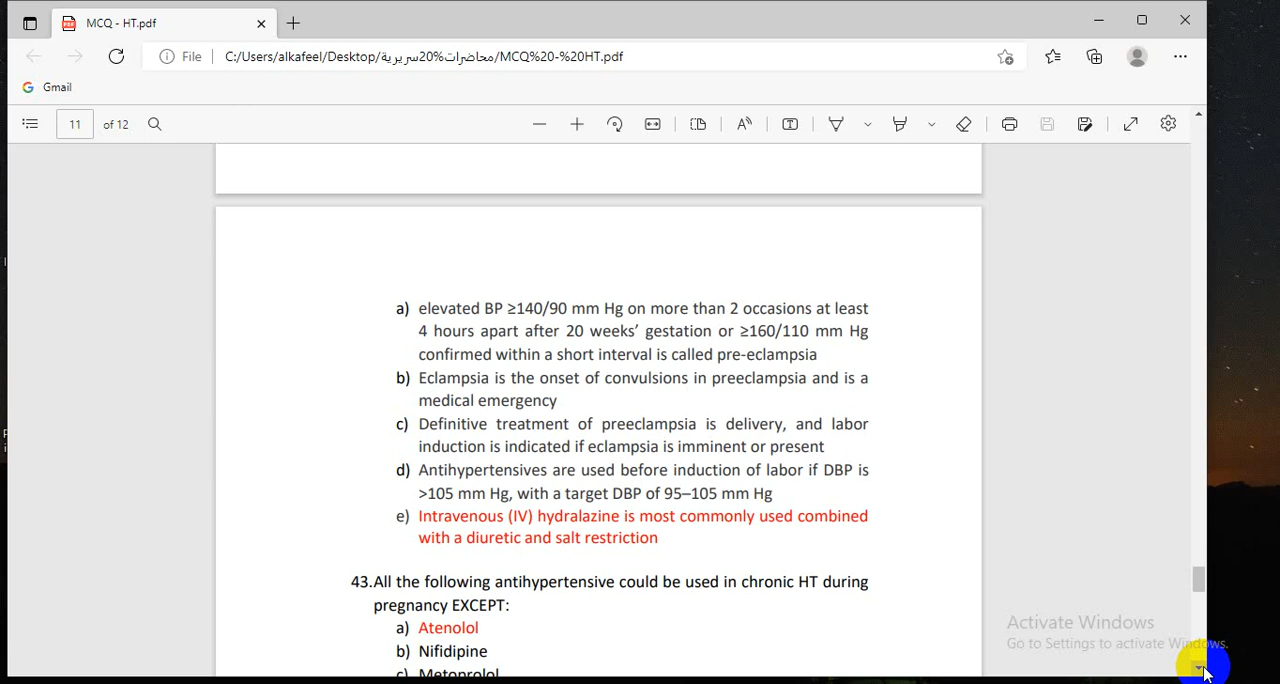 MCQ - HT.pdf
File
C:/Users/alkafeel/Desktop/محاضرات%20سريرية/MCQ%20-%20HT.pdf
Gmail
11 of 12
a) elevated BP ≥140/90 mm Hg on more than 2 occasions at least
4 hours apart after 20 weeks’ gestation or ≥160/110 mm Hg
confirmed within a short interval is called pre-eclampsia
b) Eclampsia is the onset of convulsions in preeclampsia and is a
medical emergency
c) Definitive treatment of preeclampsia is delivery, and labor
induction is indicated if eclampsia is imminent or present
d) Antihypertensives are used before induction of labor if DBP is
>105 mm Hg, with a target DBP of 95–105 mm Hg
e) Intravenous (IV) hydralazine is most commonly used combined
with a diuretic and salt restriction
43.All the following antihypertensive could be used in chronic HT during
pregnancy EXCEPT:
a) Atenolol
b) Nifidipine
c) Metoprolol
Activate Windows
Go to Settings to activate Windows.